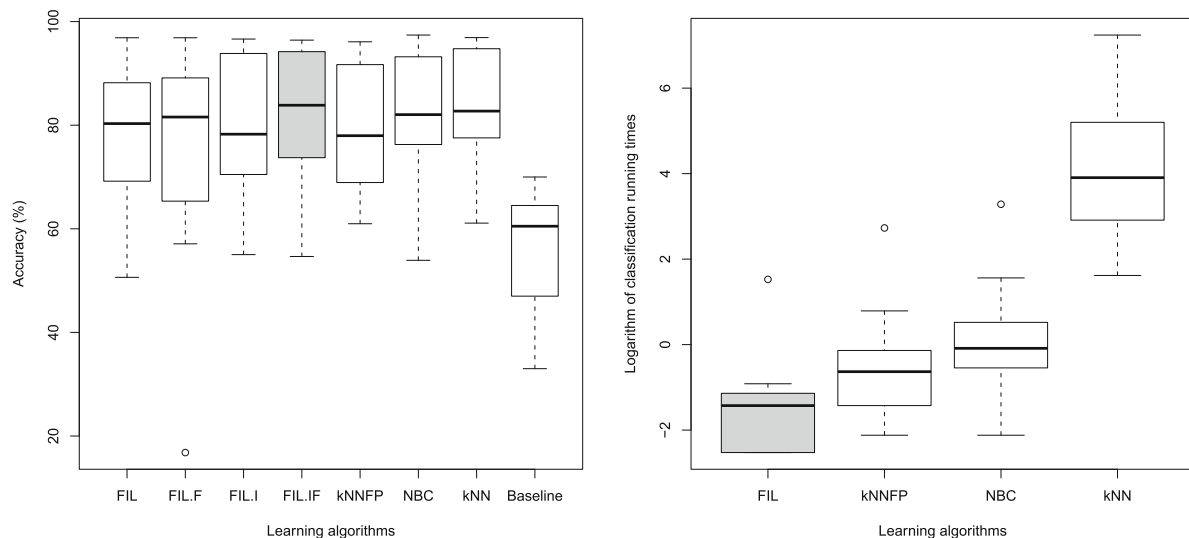 Accuracy (%)
100
80
60
40
20
FIL FIL.F FIL.I FIL.IF kNNFP NBC kNN Baseline
Learning algorithms
Logarithm of classification running times
6
4
2
0
−2
FIL kNNFP NBC kNN
Learning algorithms